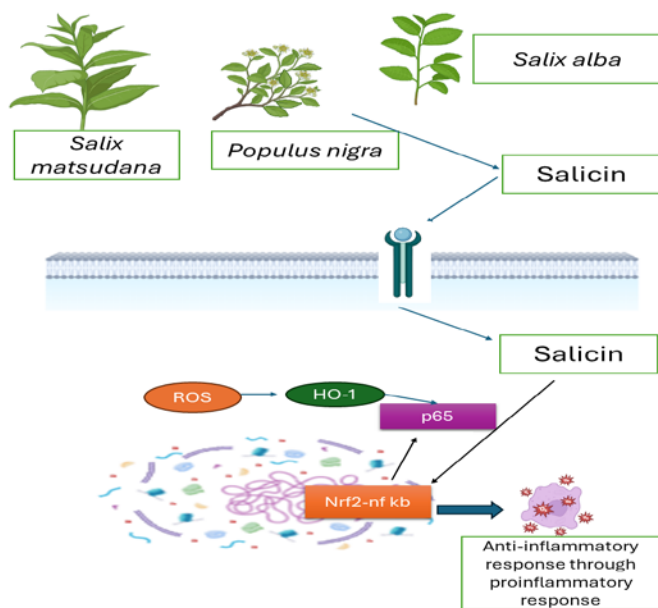 Salix alba
Salix
matsudana
Populus nigra
Salicin
Salicin
ROS
HO-1
p65
Nrf2-nf kb
Anti-inflammatory
response through
proinflammatory
response